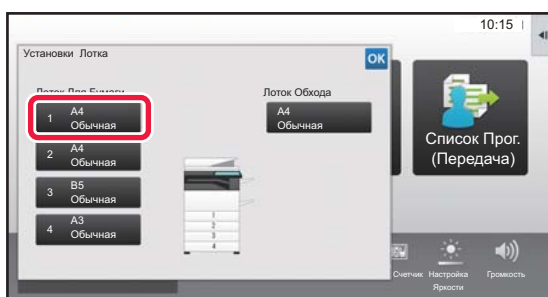 10:15
Установки Лотка
OK
Лоток Для Бумаги
Лоток Обхода
1 A4
Обычная
A4
Обычная
2 A4
Обычная
3 B5
Обычная
4 A3
Обычная
1
2
3
4
Список Прог.
(Передача)
Счетчик
Настройка
Яркости
Громкость